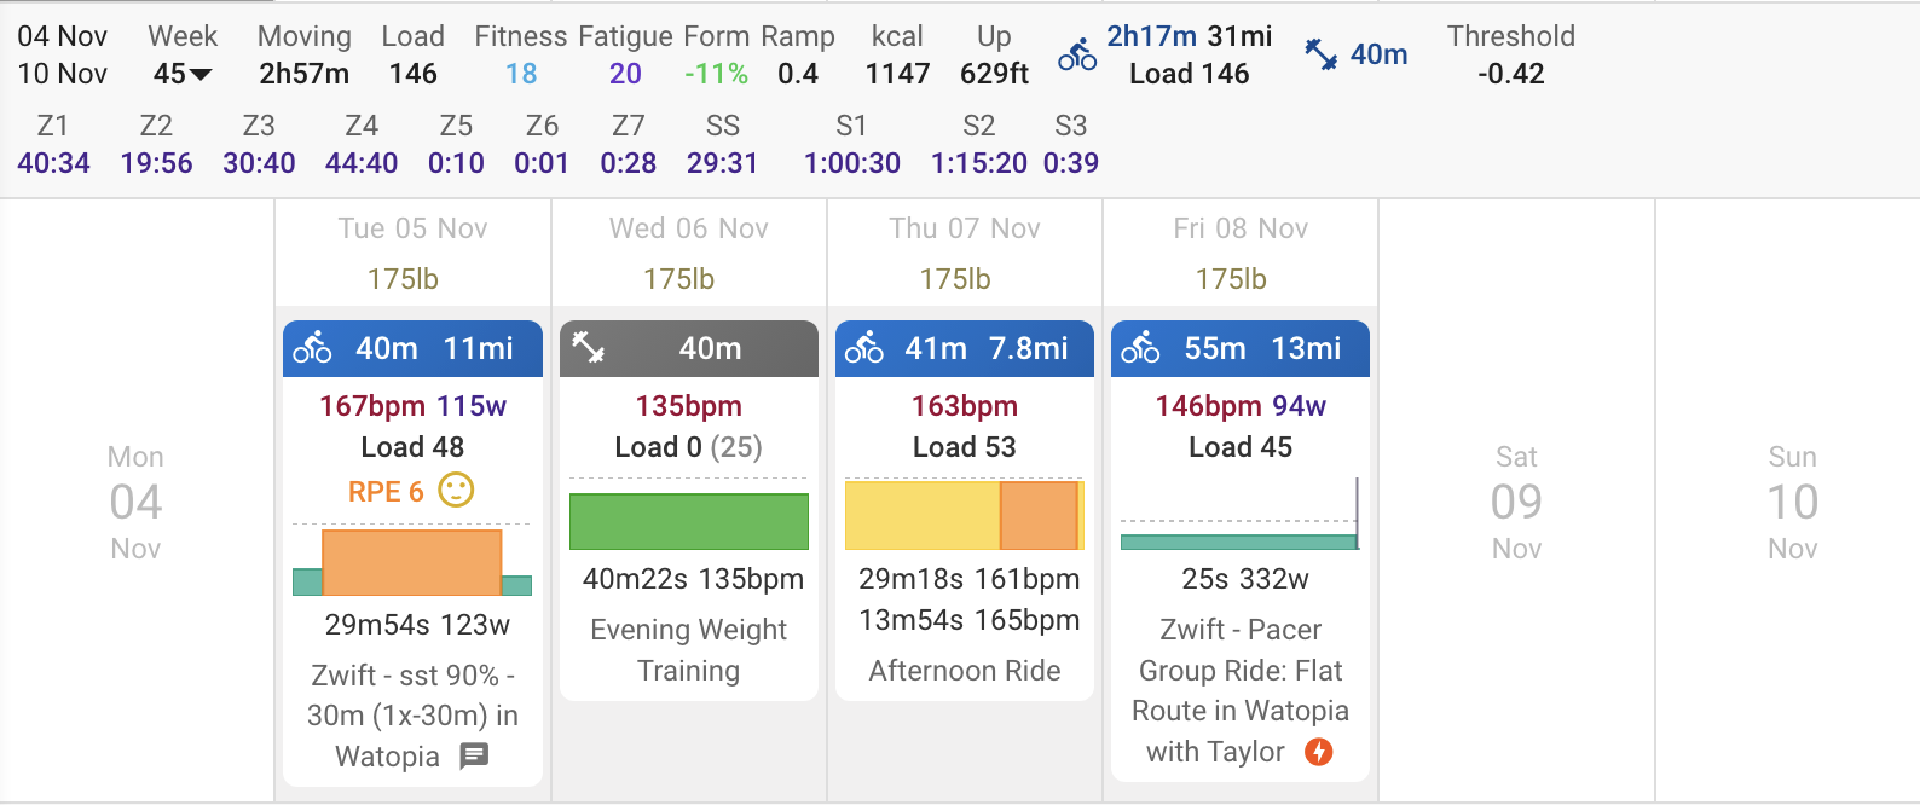 04 Nov Week Moving Load Fitness Fatigue Form Ramp kcal Up 2h17m 31mi 40m Threshold
10 Nov 45 2h57m 146 18 20 -11% 0.4 1147 629ft Load 146 -0.42
Z1 Z2 Z3 Z4 Z5 Z6 Z7 SS S1 S2 S3
40:34 19:56 30:40 44:40 0:10 0:01 0:28 29:31 1:00:30 1:15:20 0:39
Mon
04
Nov
Tue 05 Nov
175lb
40m 11mi
167bpm 115w
Load 48
RPE 6
29m54s 123w
Zwift - sst 90% -
30m (1x-30m) in
Watopia
Wed 06 Nov
175lb
40m
135bpm
Load 0 (25)
40m22s 135bpm
Evening Weight
Training
Thu 07 Nov
175lb
41m 7.8mi
163bpm
Load 53
29m18s 161bpm
13m54s 165bpm
Afternoon Ride
Fri 08 Nov
175lb
55m 13mi
146bpm 94w
Load 45
25s 332w
Zwift - Pacer
Group Ride: Flat
Route in Watopia
with Taylor
Sat
09
Nov
Sun
10
Nov